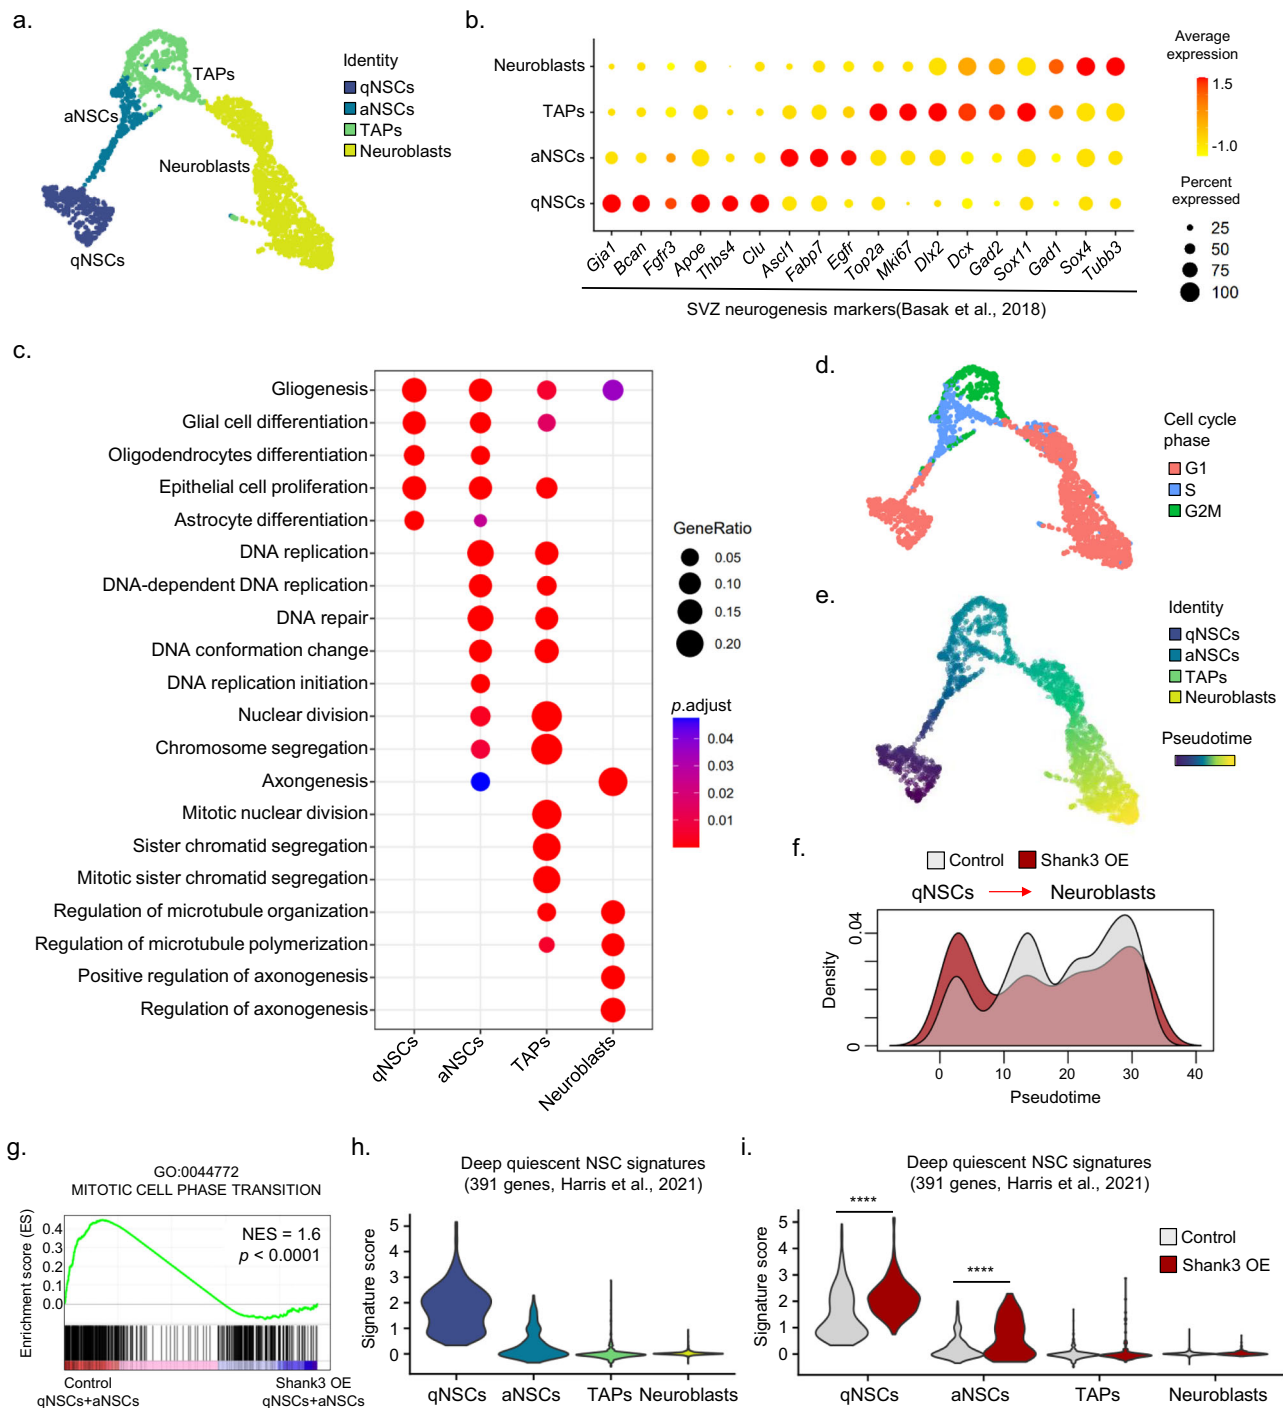 a.
TAPs
aNSCs
Neuroblasts
qNSCs
Identity
qNSCs
aNSCs
TAPs
Neuroblasts
b.
Neuroblasts
TAPs
aNSCs
qNSCs
Gja1
Bcan
Fgfr3
Apoe
Thbs4
Clu
Ascl1
Fabp7
Egfr
Top2a
Mki67
Dlx2
Dcx
Gad2
Sox11
Gad1
Sox4
Tubb3
SVZ neurogenesis markers(Basak et al., 2018)
Average
expression
1.5
-1.0
Percent
expressed
25
50
75
100
c.
Gliogenesis
Glial cell differentiation
Oligodendrocytes differentiation
Epithelial cell proliferation
Astrocyte differentiation
DNA replication
DNA-dependent DNA replication
DNA repair
DNA conformation change
DNA replication initiation
Nuclear division
Chromosome segregation
Axongenesis
Mitotic nuclear division
Sister chromatid segregation
Mitotic sister chromatid segregation
Regulation of microtubule organization
Regulation of microtubule polymerization
Positive regulation of axonogenesis
Regulation of axonogenesis
qNSCs
aNSCs
TAPs
Neuroblasts
GeneRatio
0.05
0.10
0.15
0.20
p.adjust
0.04
0.03
0.02
0.01
d.
Cell cycle
phase
G1
S
G2M
e.
Identity
qNSCs
aNSCs
TAPs
Neuroblasts
Pseudotime
f.
Control
Shank3 OE
qNSCs
Neuroblasts
Density
0.04
0
0
10
20
30
40
Pseudotime
g.
GO:0044772
MITOTIC CELL PHASE TRANSITION
Enrichment score (ES)
0.4
0.3
0.2
0.1
0.0
NES = 1.6
p < 0.0001
Control
qNSCs+aNSCs
Shank3 OE
qNSCs+aNSCs
h.
Deep quiescent NSC signatures
(391 genes, Harris et al., 2021)
Signature score
5
4
3
2
1
0
qNSCs
aNSCs
TAPs
Neuroblasts
i.
Deep quiescent NSC signatures
(391 genes, Harris et al., 2021)
Signature score
5
4
3
2
1
0
****
****
Control
Shank3 OE
qNSCs
aNSCs
TAPs
Neuroblasts